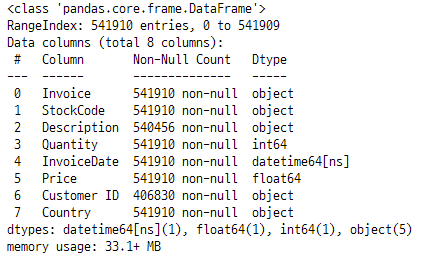 <class 'pandas.core.frame.DataFrame'>
RangeIndex: 541910 entries, 0 to 541909
Data columns (total 8 columns):
 #   Column       Non-Null Count   Dtype
---  ------       --------------   -----
 0   Invoice      541910 non-null  object
 1   StockCode    541910 non-null  object
 2   Description  540456 non-null  object
 3   Quantity     541910 non-null  int64
 4   InvoiceDate  541910 non-null  datetime64[ns]
 5   Price        541910 non-null  float64
 6   Customer ID  406830 non-null  object
 7   Country      541910 non-null  object
dtypes: datetime64[ns](1), float64(1), int64(1), object(5)
memory usage: 33.1+ MB